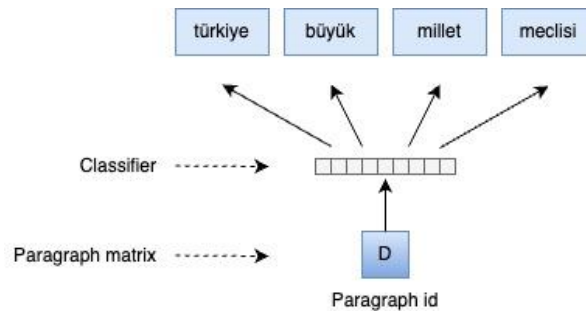 türkiye büyük millet meclisi
Classifier
Paragraph matrix D
Paragraph id